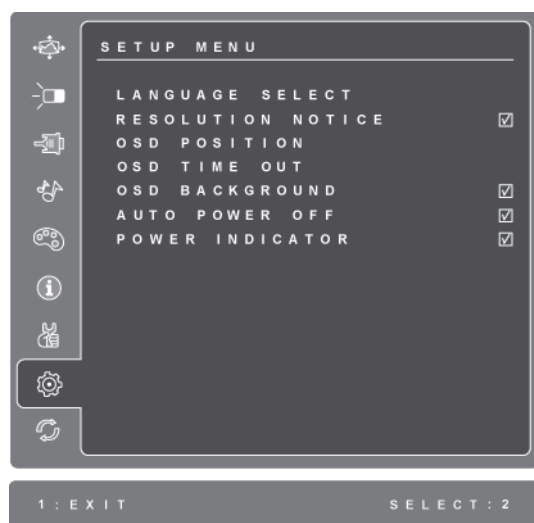 SETUP MENU
LANGUAGE SELECT
RESOLUTION NOTICE
OSD POSITION
OSD TIME OUT
OSD BACKGROUND
AUTO POWER OFF
POWER INDICATOR
1:EXIT SELECT:2